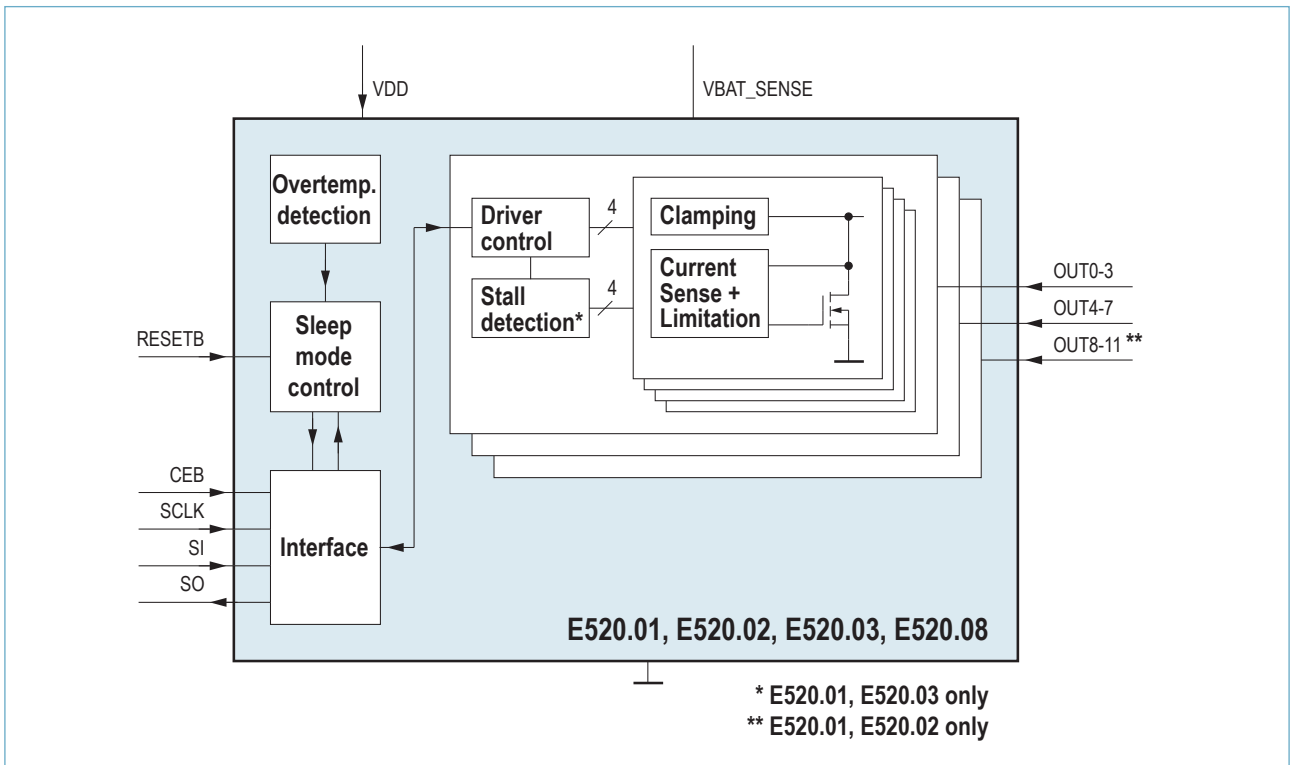 VDD
VBAT_SENSE
Overtemp.
detection
Driver
control
4
Clamping
Stall
detection*
4
Current
Sense +
Limitation
OUT0-3
OUT4-7
OUT8-11 **
RESETB
Sleep
mode
control
CEB
SCLK
SI
SO
Interface
E520.01, E520.02, E520.03, E520.08
* E520.01, E520.03 only
** E520.01, E520.02 only